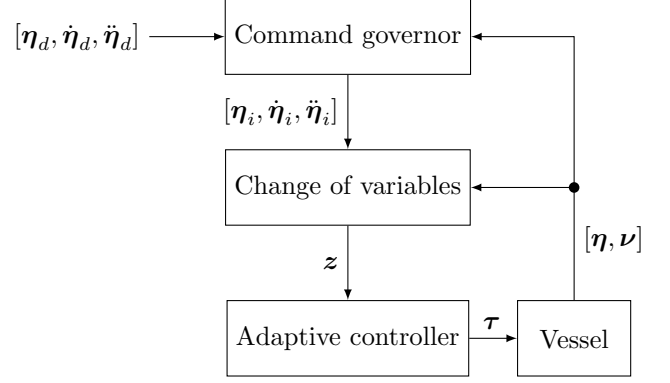 [η_d, η̇_d, η̈_d]
Command governor
[η_i, η̇_i, η̈_i]
Change of variables
[η, ν]
z
Adaptive controller
τ
Vessel